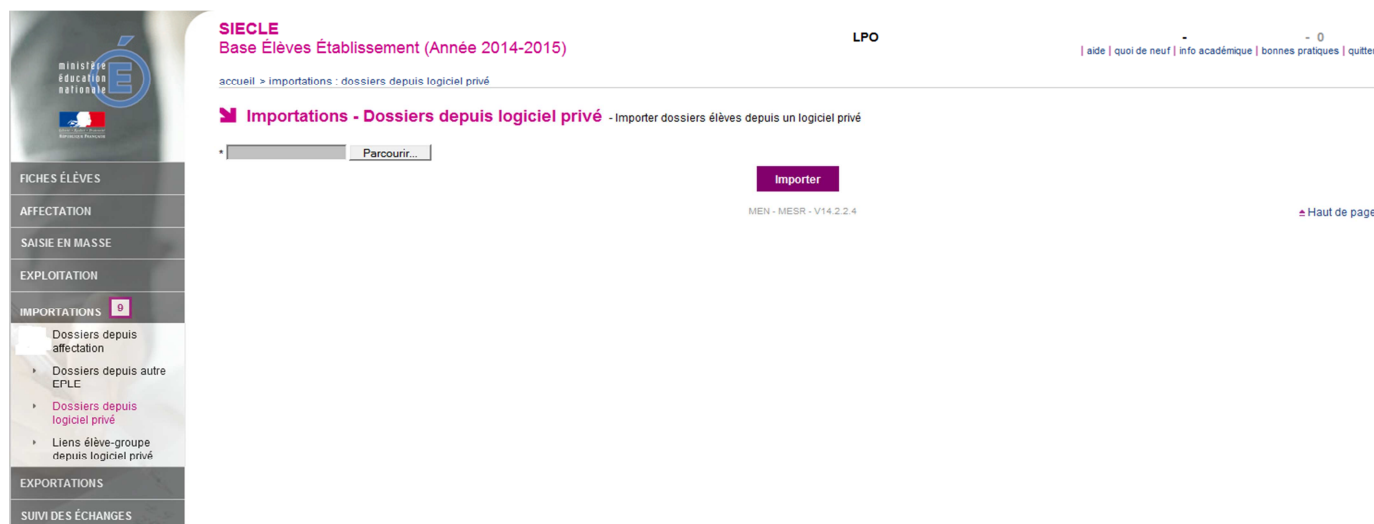 SIECLE
Base Élèves Établissement (Année 2014-2015)
LPO
- - 0
| aide | quoi de neuf | info académique | bonnes pratiques | quitter
ministère
éducation
nationale
É
accueil > importations : dossiers depuis logiciel privé
Importations - Dossiers depuis logiciel privé - Importer dossiers élèves depuis un logiciel privé
* Parcourir...
Importer
MEN - MESR - V14.2.2.4
Haut de page
FICHES ÉLÈVES
AFFECTATION
SAISIE EN MASSE
EXPLOITATION
IMPORTATIONS 9
Dossiers depuis
affectation
Dossiers depuis autre
EPLE
Dossiers depuis
logiciel privé
Liens élève-groupe
depuis logiciel privé
EXPORTATIONS
SUIVI DES ÉCHANGES